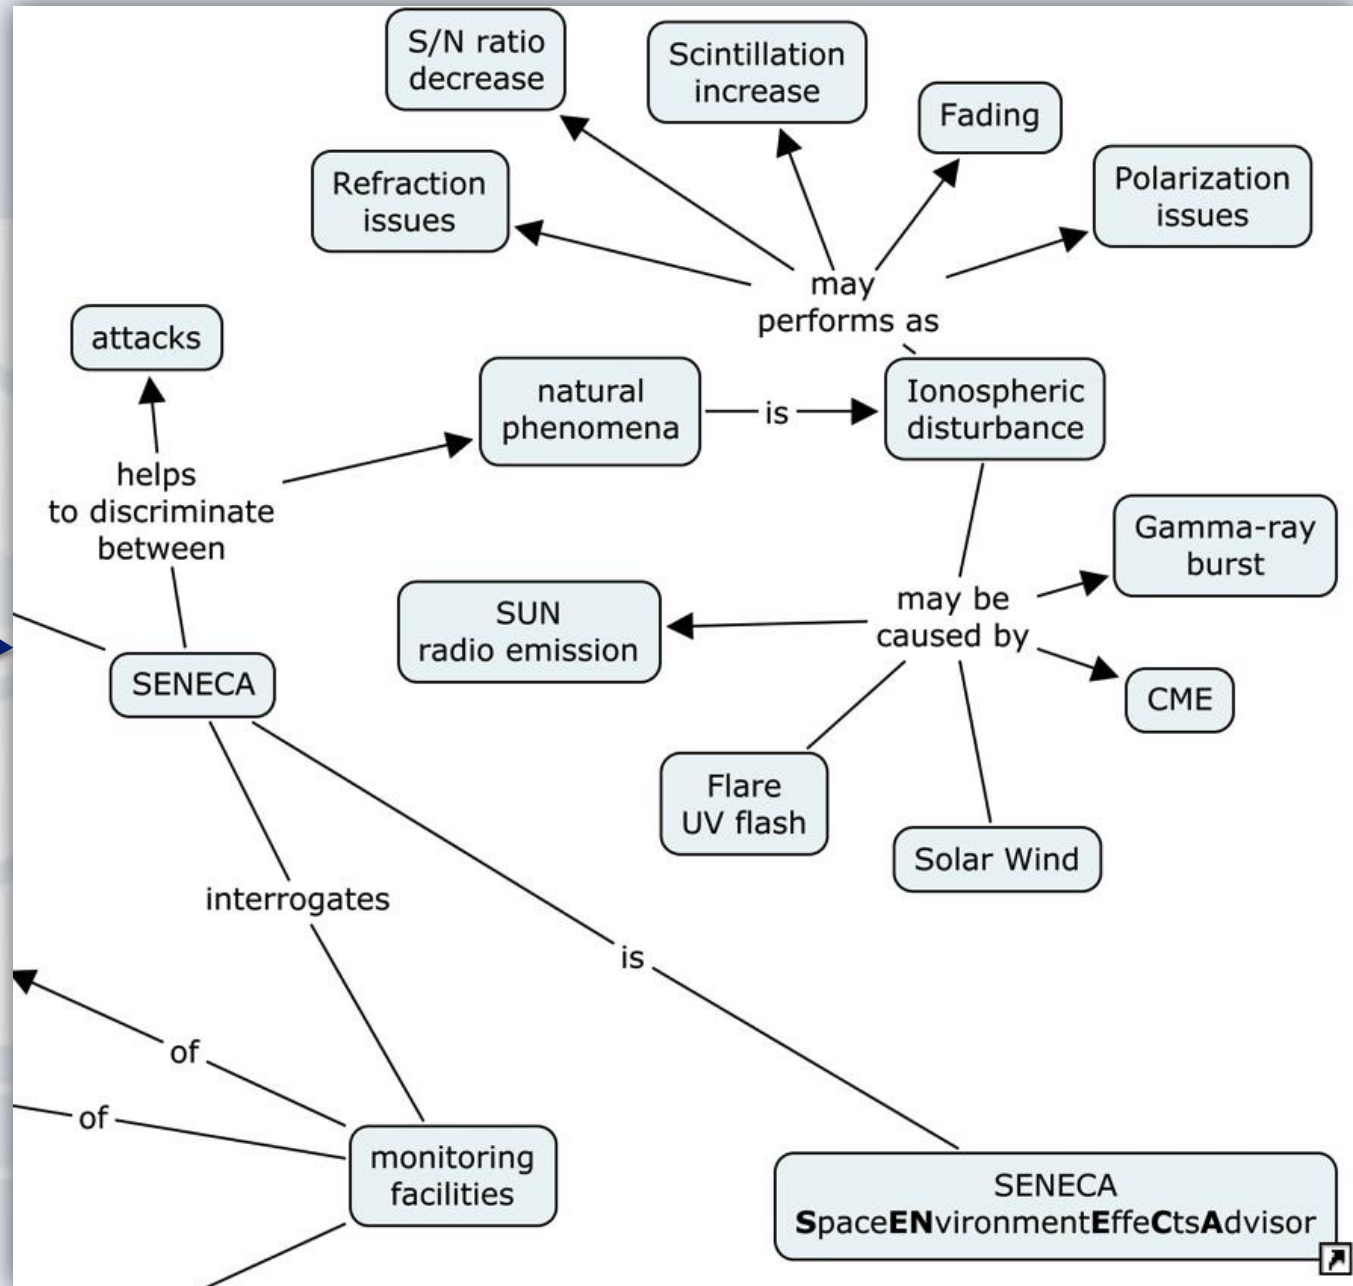 S/N ratio
decrease
Scintillation
increase
Fading
Refraction
issues
Polarization
issues
may
performs as
attacks
natural
phenomena
is
Ionospheric
disturbance
helps
to discriminate
between
Gamma-ray
burst
SUN
radio emission
may be
caused by
SENECA
CME
Flare
UV flash
Solar Wind
interrogates
is
of
of
monitoring
facilities
SENECA
SpaceENvironmentEffeCtsAdvisor